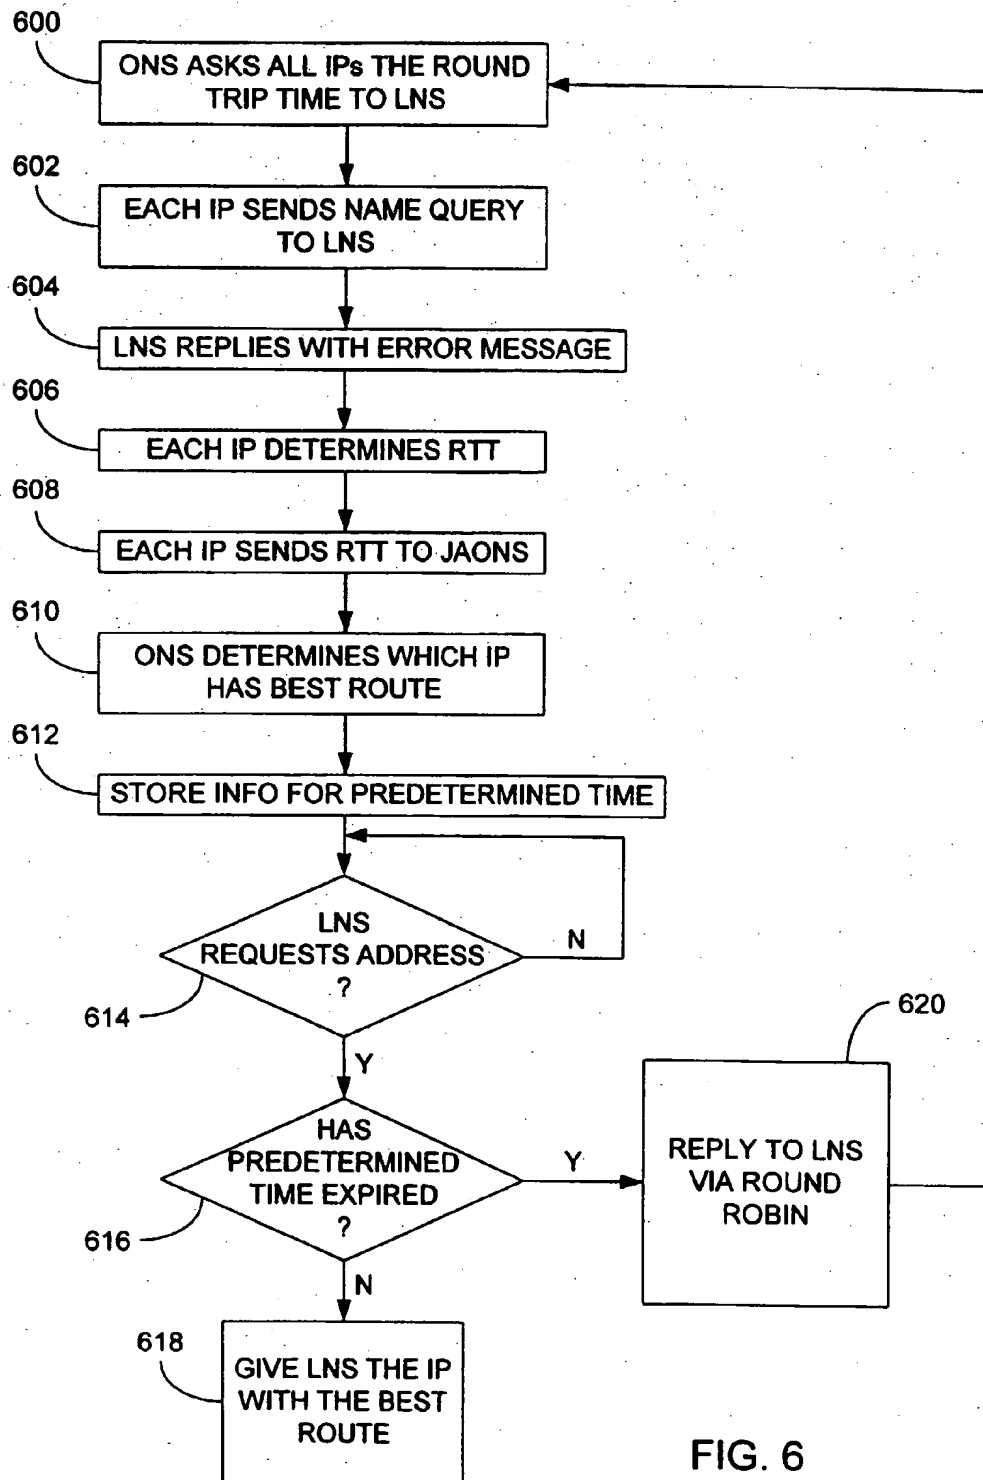 600
ONS ASKS ALL IPs THE ROUND
TRIP TIME TO LNS
602
EACH IP SENDS NAME QUERY
TO LNS
604
LNS REPLIES WITH ERROR MESSAGE
606
EACH IP DETERMINES RTT
608
EACH IP SENDS RTT TO JAONS
610
ONS DETERMINES WHICH IP
HAS BEST ROUTE
612
STORE INFO FOR PREDETERMINED TIME
LNS
REQUESTS ADDRESS
?
N
614
Y
620
HAS
PREDETERMINED
TIME EXPIRED
?
Y
616
N
REPLY TO LNS
VIA ROUND
ROBIN
618
GIVE LNS THE IP
WITH THE BEST
ROUTE
FIG. 6